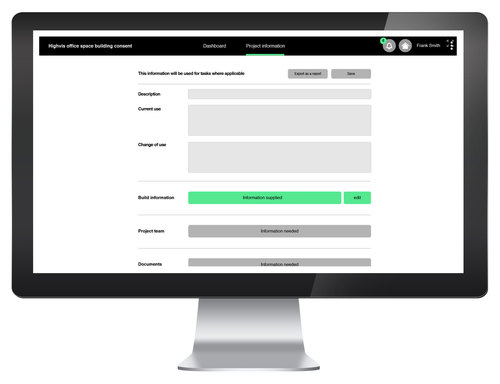 Highvis office space building consent
Dashboard
Project information
Frank Smith
This information will be used for tasks where applicable
Export as a report
Save
Description
Current use
Change of use
Build information
Information supplied
edit
Project team
Information needed
Documents
Information needed